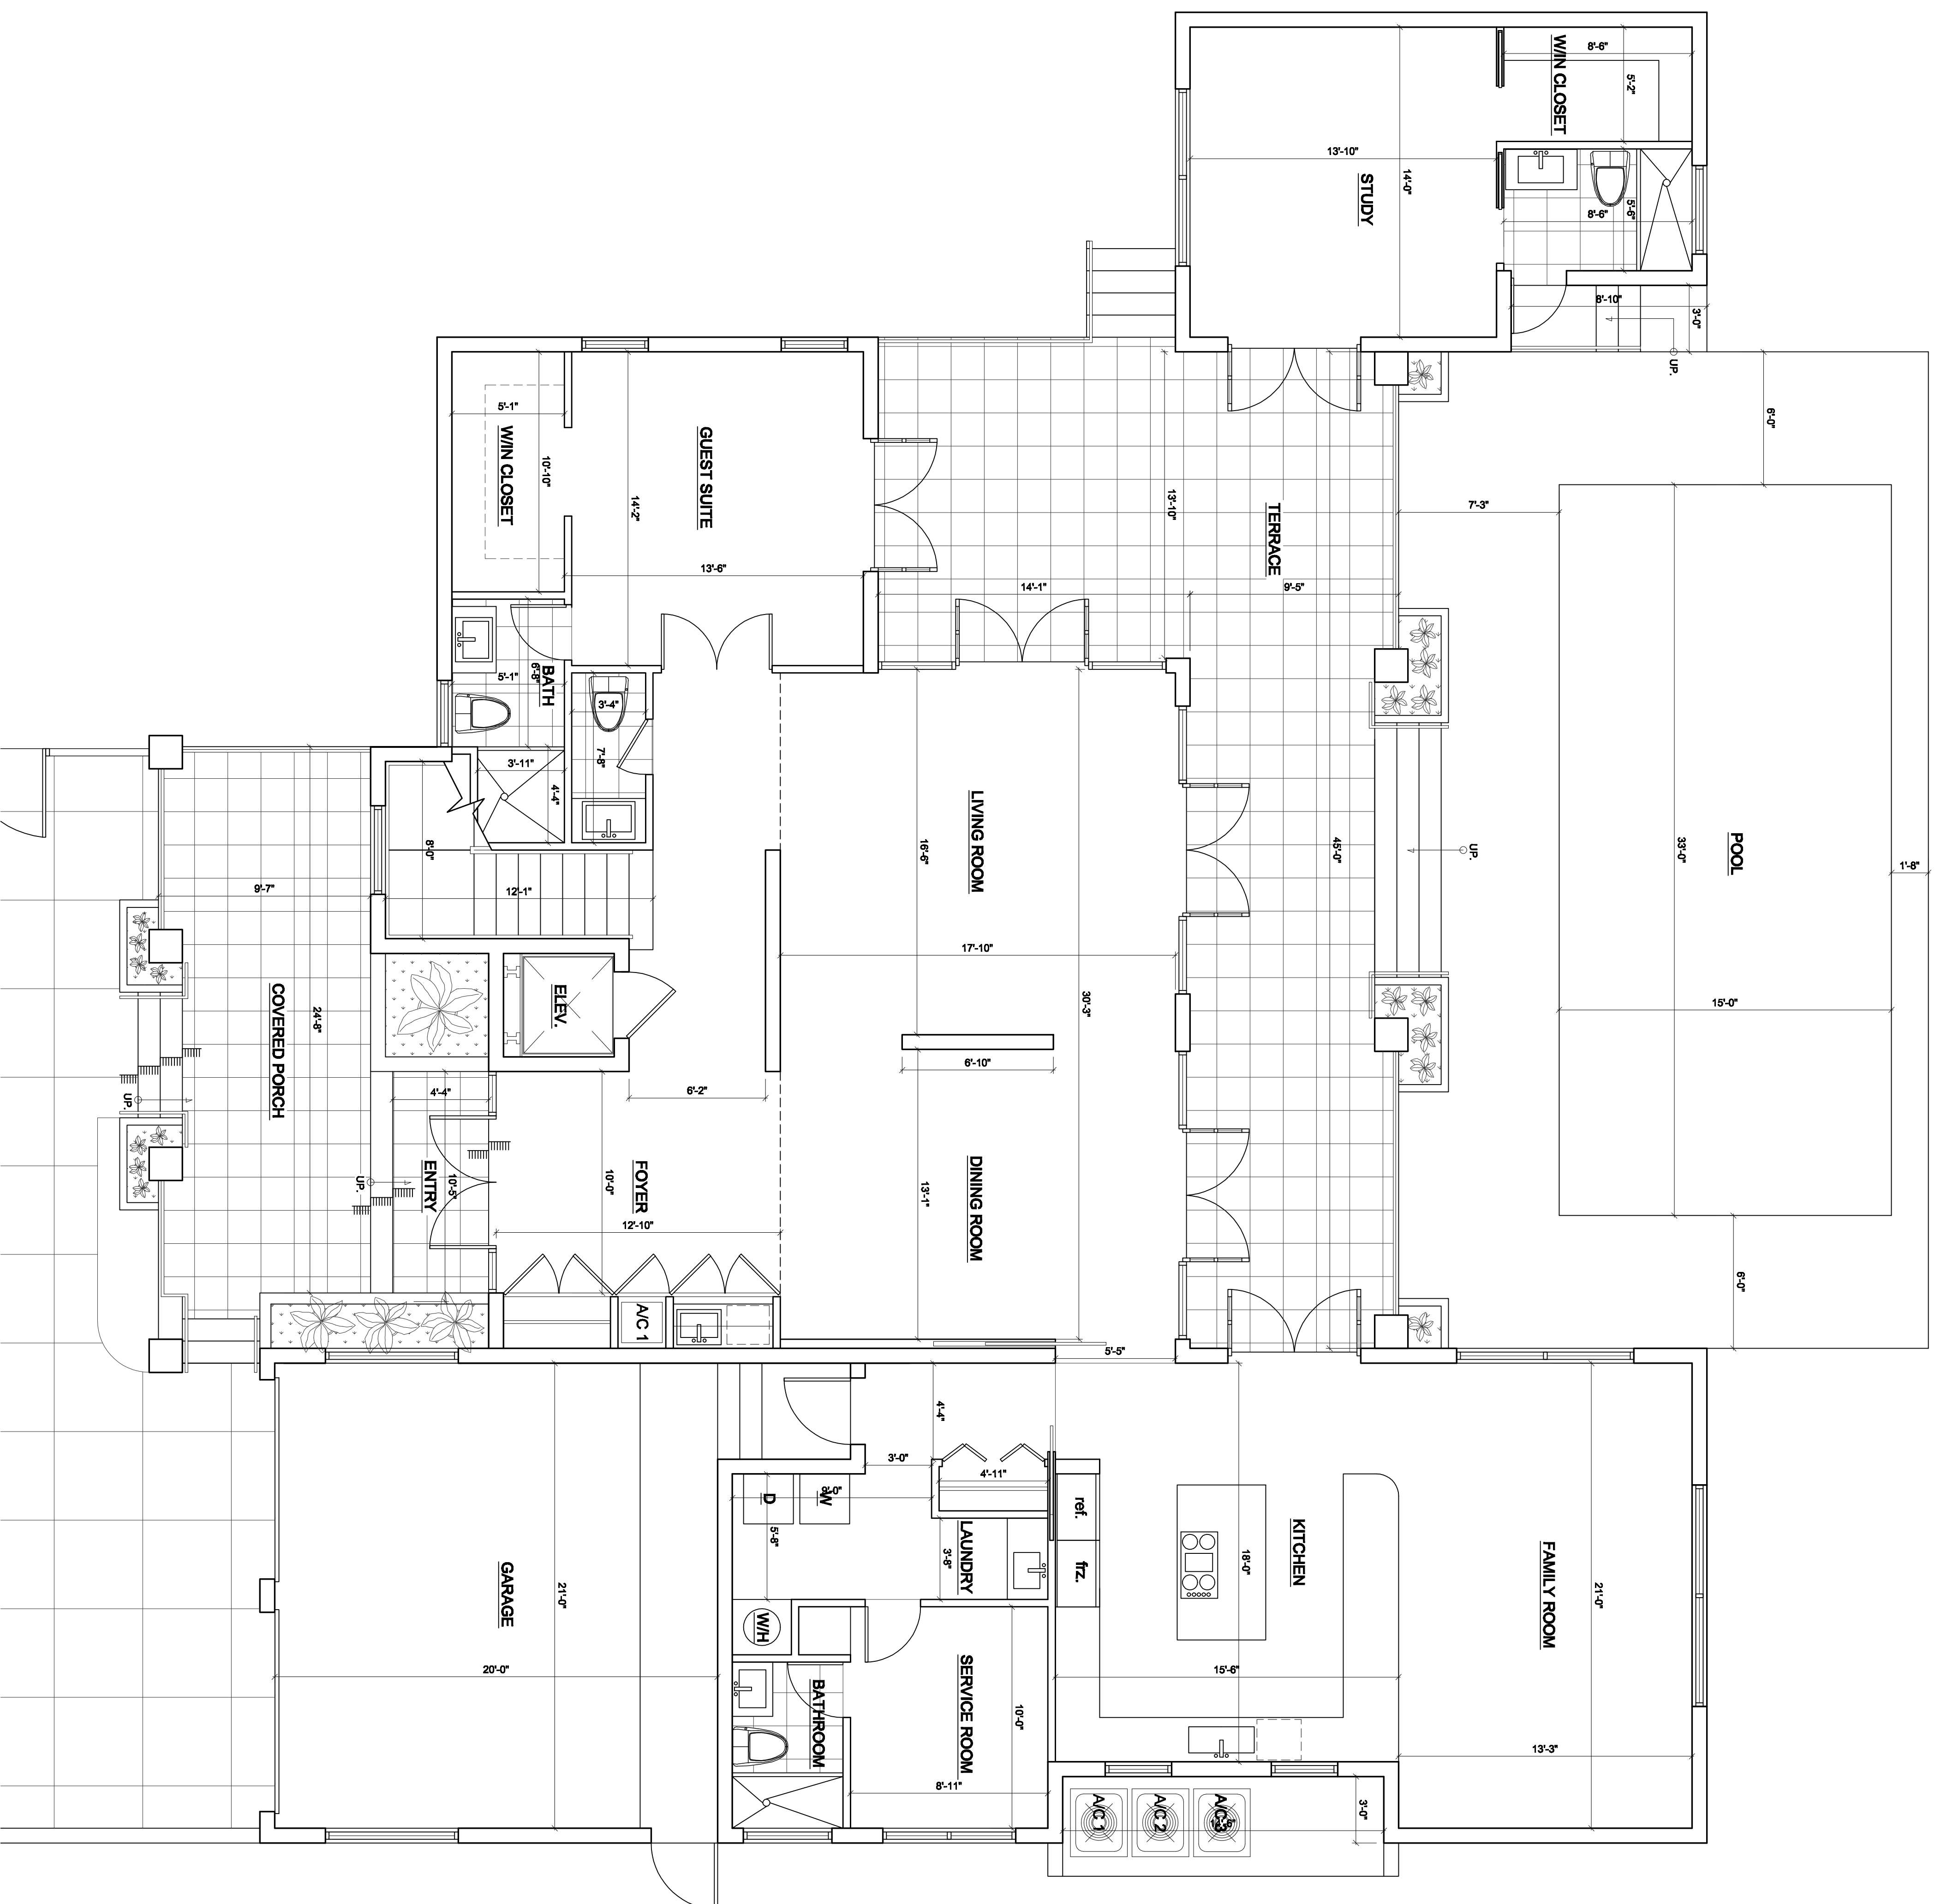 W/IN CLOSET
8'-6"
5'-2"
13'-10"
14'-0"
STUDY
8'-6"
5'-6"
8'-10"
3'-0"
UP.
6'-0"
5'-1"
W/IN CLOSET
10'-10"
GUEST SUITE
14'-2"
13'-6"
13'-10"
TERRACE
7'-3"
14'-1"
9'-5"
33'-0"
POOL
1'-8"
15'-0"
6'-0"
UP.
45'-0"
BATH
6'-8"
5'-1"
3'-4"
7'-8"
3'-11"
4'-4"
8'-0"
12'-1"
LIVING ROOM
16'-6"
17'-10"
30'-3"
6'-10"
9'-7"
24'-8"
COVERED PORCH
UP.
ELEV.
6'-2"
4'-4"
ENTRY
10'-5"
UP.
FOYER
10'-0"
12'-10"
DINING ROOM
13'-1"
A/C 1
5'-5"
4'-4"
3'-0"
4'-11"
D
W
5'-8"
LAUNDRY
3'-8"
ref.
frz.
KITCHEN
18'-0"
15'-6"
FAMILY ROOM
21'-0"
13'-3"
GARAGE
21'-0"
20'-0"
W/H
BATHROOM
SERVICE ROOM
10'-0"
8'-11"
A/C 1
A/C 2
A/C 3
3'-0"